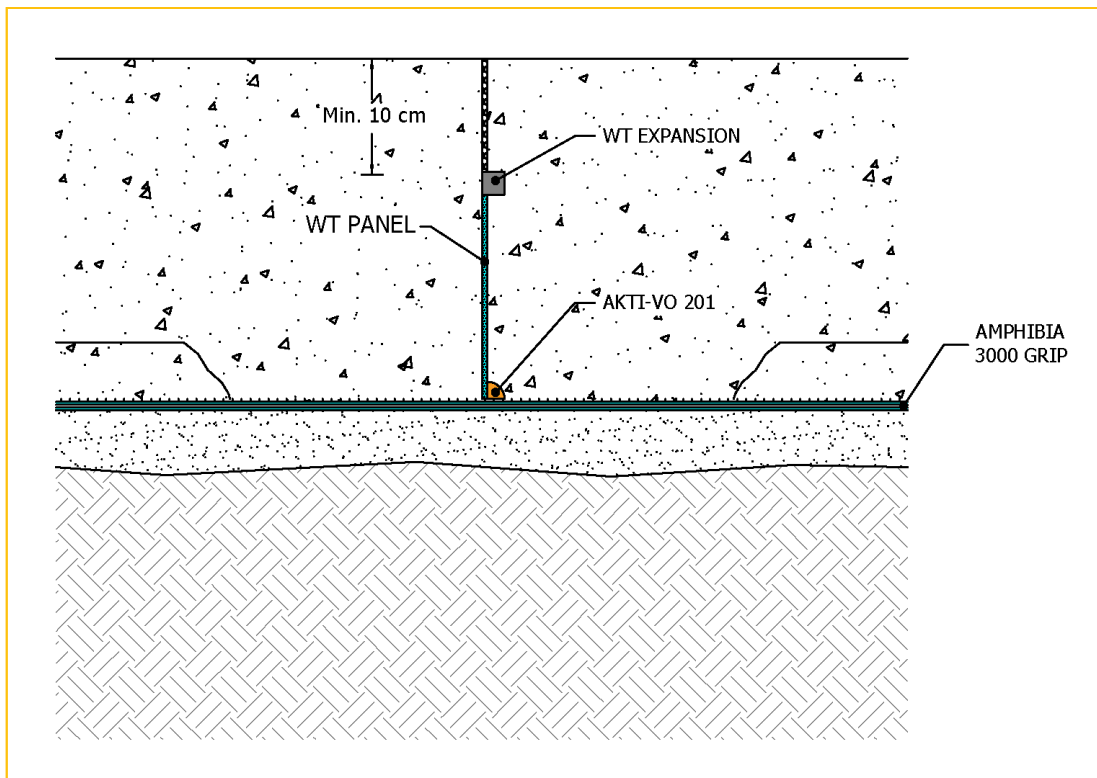 Min. 10 cm
WT EXPANSION
WT PANEL
AKTI-VO 201
AMPHIBIA
3000 GRIP